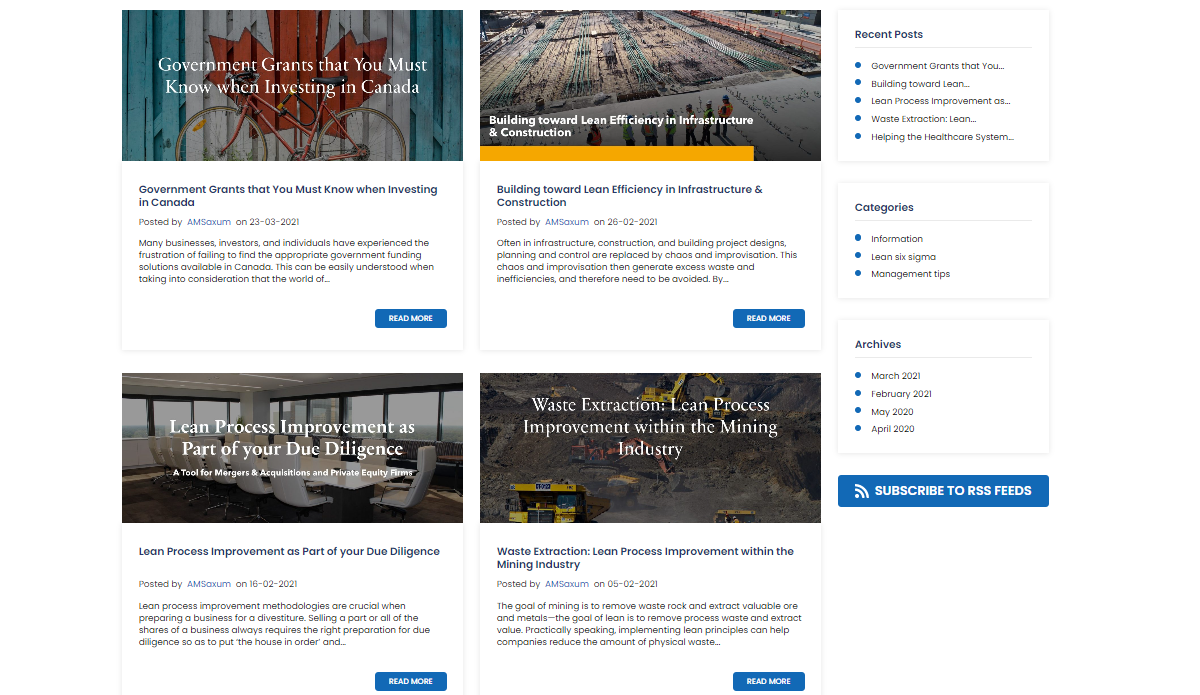 Government Grants that You Must
Know when Investing in Canada
Government Grants that You Must Know when Investing
in Canada
Posted by AMSaxum on 23-03-2021
Many businesses, investors, and individuals have experienced the
frustration of failing to find the appropriate government funding
solutions available in Canada. This can be easily understood when
taking into consideration that the world of...
READ MORE
Building toward Lean Efficiency in Infrastructure
& Construction
Building toward Lean Efficiency in Infrastructure &
Construction
Posted by AMSaxum on 26-02-2021
Often in infrastructure, construction, and building project designs,
planning and control are replaced by chaos and improvisation. This
chaos and improvisation then generate excess waste and
inefficiencies, and therefore need to be avoided. By...
READ MORE
Lean Process Improvement as
Part of your Due Diligence
A Tool for Mergers & Acquisitions and Private Equity Firms
Lean Process Improvement as Part of your Due Diligence
Posted by AMSaxum on 16-02-2021
Lean process improvement methodologies are crucial when
preparing a business for a divestiture. Selling a part or all of the
shares of a business always requires the right preparation for due
diligence so as to put ‘the house in order’ and...
READ MORE
Waste Extraction: Lean Process
Improvement within the Mining
Industry
Waste Extraction: Lean Process Improvement within the
Mining Industry
Posted by AMSaxum on 05-02-2021
The goal of mining is to remove waste rock and extract valuable ore
and metals—the goal of lean is to remove process waste and extract
value. Practically speaking, implementing lean principles can help
companies reduce the amount of physical waste...
READ MORE
Recent Posts
Government Grants that You...
Building toward Lean...
Lean Process Improvement as...
Waste Extraction: Lean...
Helping the Healthcare System...
Categories
Information
Lean six sigma
Management tips
Archives
March 2021
February 2021
May 2020
April 2020
SUBSCRIBE TO RSS FEEDS